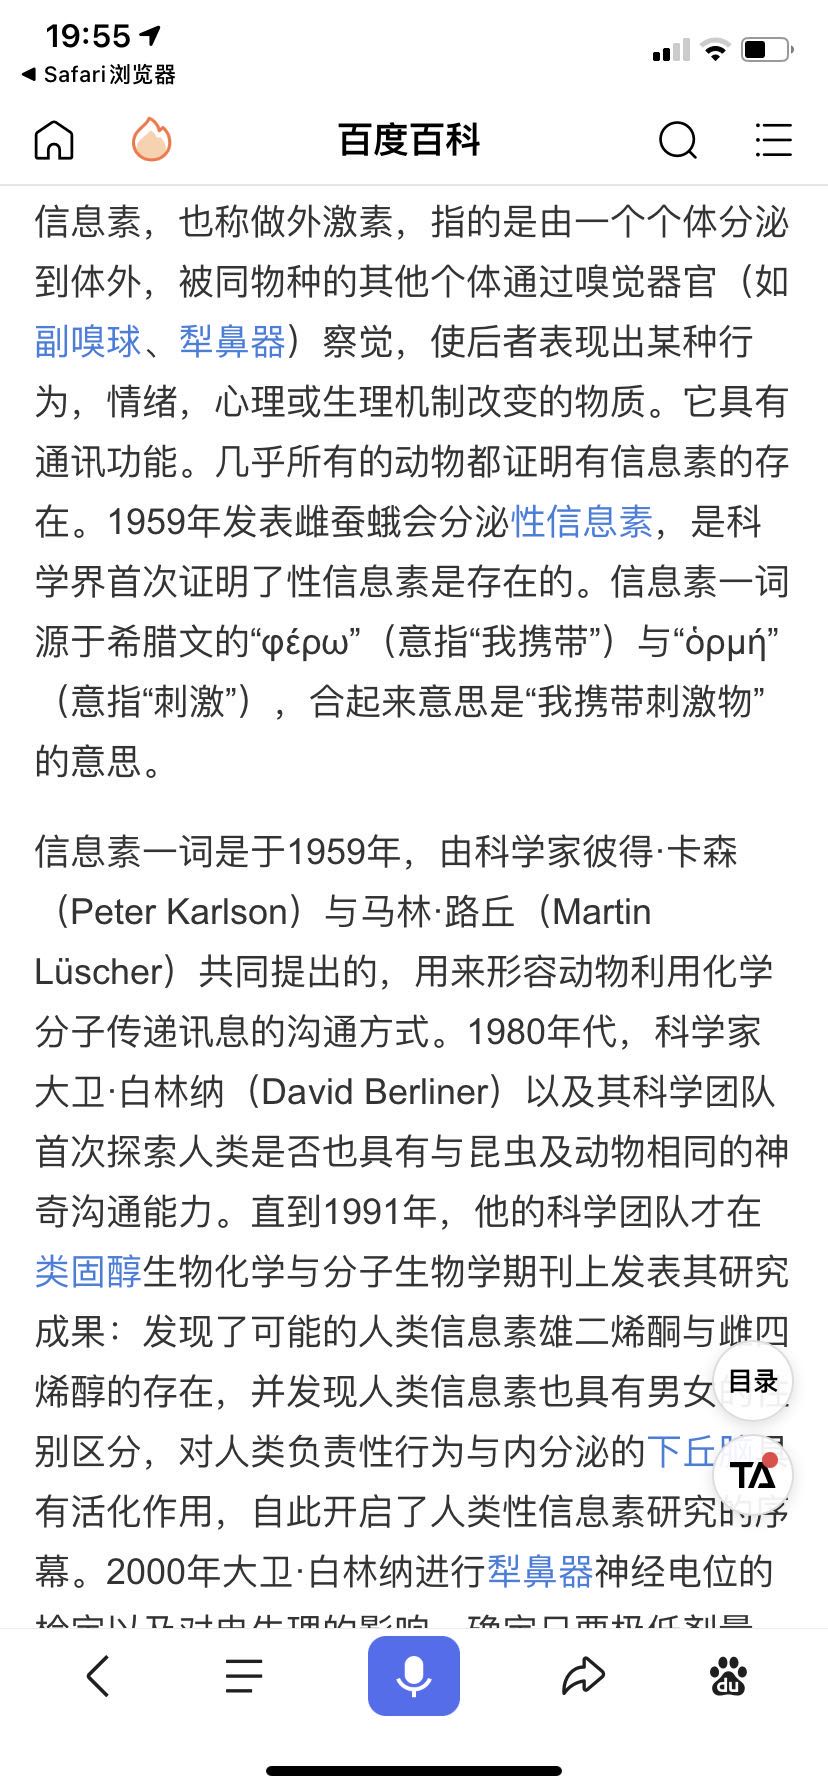 19:55
Safari浏览器
百度百科
信息素，也称做外激素，指的是由一个个体分泌
到体外，被同物种的其他个体通过嗅觉器官（如
副嗅球、犁鼻器）察觉，使后者表现出某种行
为，情绪，心理或生理机制改变的物质。它具有
通讯功能。几乎所有的动物都证明有信息素的存
在。1959年发表雌蚕蛾会分泌性信息素，是科
学界首次证明了性信息素是存在的。信息素一词
源于希腊文的“φέρω”（意指“我携带”）与“ὁρμή”
（意指“刺激”），合起来意思是“我携带刺激物”
的意思。
信息素一词是于1959年，由科学家彼得·卡森
（Peter Karlson）与马林·路丘（Martin
Lüscher）共同提出的，用来形容动物利用化学
分子传递讯息的沟通方式。1980年代，科学家
大卫·白林纳（David Berliner）以及其科学团队
首次探索人类是否也具有与昆虫及动物相同的神
奇沟通能力。直到1991年，他的科学团队才在
类固醇生物化学与分子生物学期刊上发表其研究
成果：发现了可能的人类信息素雄二烯酮与雌四
烯醇的存在，并发现人类信息素也具有男女的性
目录
别区分，对人类负责性行为与内分泌的下丘脑具
TA
有活化作用，自此开启了人类性信息素研究的序
幕。2000年大卫·白林纳进行犁鼻器神经电位的
du